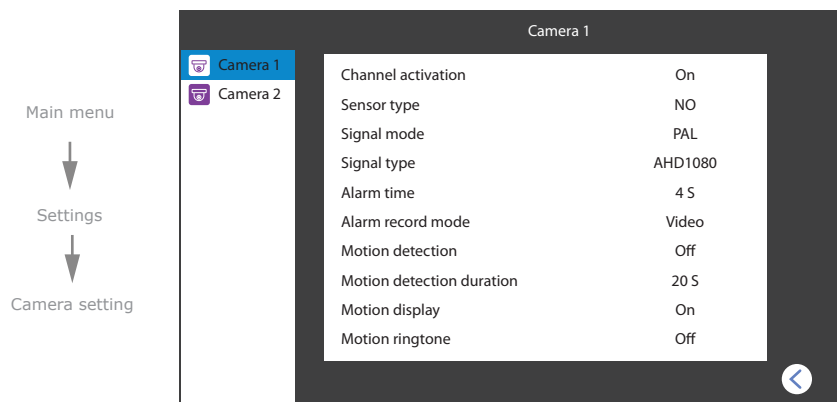 Main menu
Settings
Camera setting
Camera 1
Camera 1
Camera 2
Channel activation On
Sensor type NO
Signal mode PAL
Signal type AHD1080
Alarm time 4 S
Alarm record mode Video
Motion detection Off
Motion detection duration 20 S
Motion display On
Motion ringtone Off